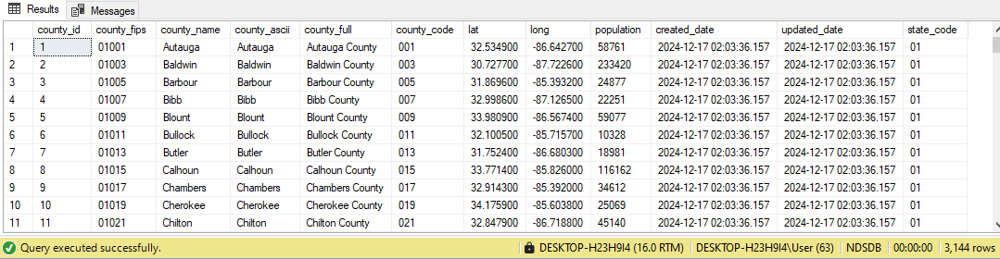 Results Messages
county_id county_fips county_name county_ascii county_full county_code lat long population created_date updated_date state_code
1 1 01001 Autauga Autauga Autauga County 001 32.534900 -86.642700 58761 2024-12-17 02:03:36.157 2024-12-17 02:03:36.157 01
2 2 01003 Baldwin Baldwin Baldwin County 003 30.727700 -87.722600 233420 2024-12-17 02:03:36.157 2024-12-17 02:03:36.157 01
3 3 01005 Barbour Barbour Barbour County 005 31.869600 -85.393200 24877 2024-12-17 02:03:36.157 2024-12-17 02:03:36.157 01
4 4 01007 Bibb Bibb Bibb County 007 32.998600 -87.126500 22251 2024-12-17 02:03:36.157 2024-12-17 02:03:36.157 01
5 5 01009 Blount Blount Blount County 009 33.980900 -86.567400 59077 2024-12-17 02:03:36.157 2024-12-17 02:03:36.157 01
6 6 01011 Bullock Bullock Bullock County 011 32.100500 -85.715700 10328 2024-12-17 02:03:36.157 2024-12-17 02:03:36.157 01
7 7 01013 Butler Butler Butler County 013 31.752400 -86.680300 18981 2024-12-17 02:03:36.157 2024-12-17 02:03:36.157 01
8 8 01015 Calhoun Calhoun Calhoun County 015 33.771400 -85.826000 116162 2024-12-17 02:03:36.157 2024-12-17 02:03:36.157 01
9 9 01017 Chambers Chambers Chambers County 017 32.914300 -85.392000 34612 2024-12-17 02:03:36.157 2024-12-17 02:03:36.157 01
10 10 01019 Cherokee Cherokee Cherokee County 019 34.175900 -85.603800 25069 2024-12-17 02:03:36.157 2024-12-17 02:03:36.157 01
11 11 01021 Chilton Chilton Chilton County 021 32.847900 -86.718800 45140 2024-12-17 02:03:36.157 2024-12-17 02:03:36.157 01
Query executed successfully. DESKTOP-H23H9I4 (16.0 RTM) DESKTOP-H23H9I4\User (63) NDSDB 00:00:00 3,144 rows